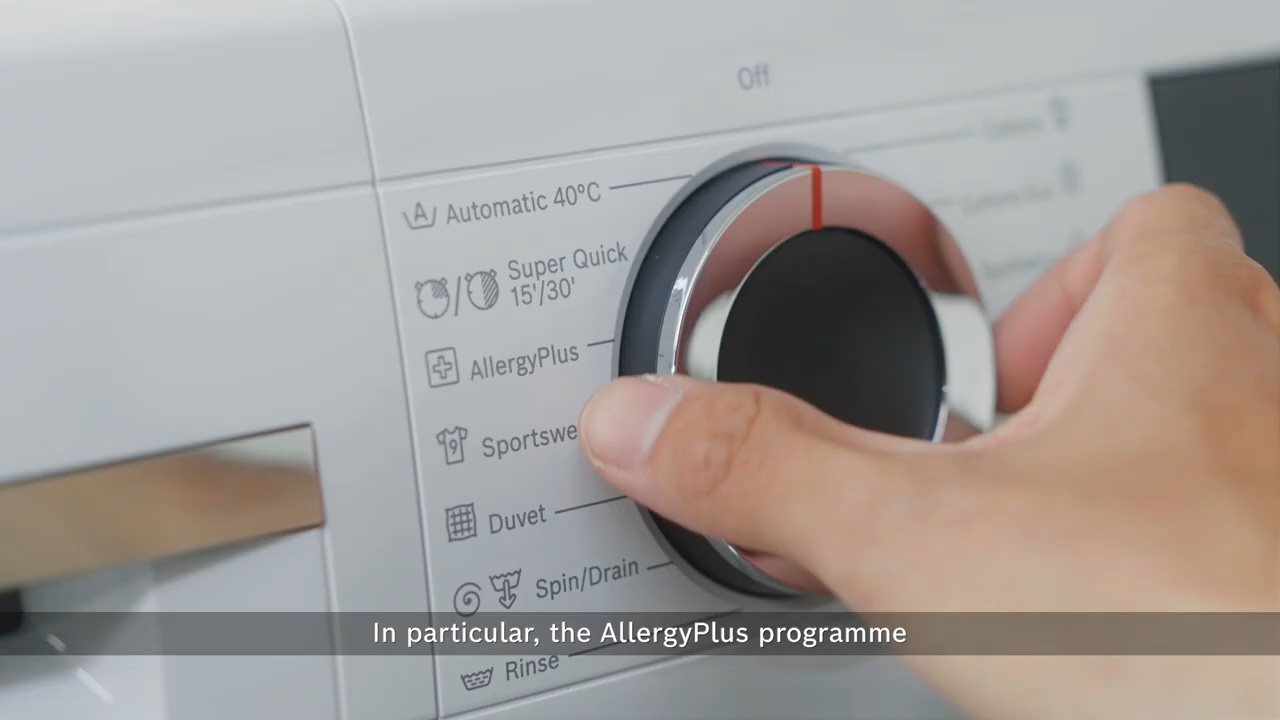 Off
Automatic 40°C
Super Quick
15'/30'
AllergyPlus
Sportswe
Duvet
Spin/Drain
In particular, the AllergyPlus programme
Rinse